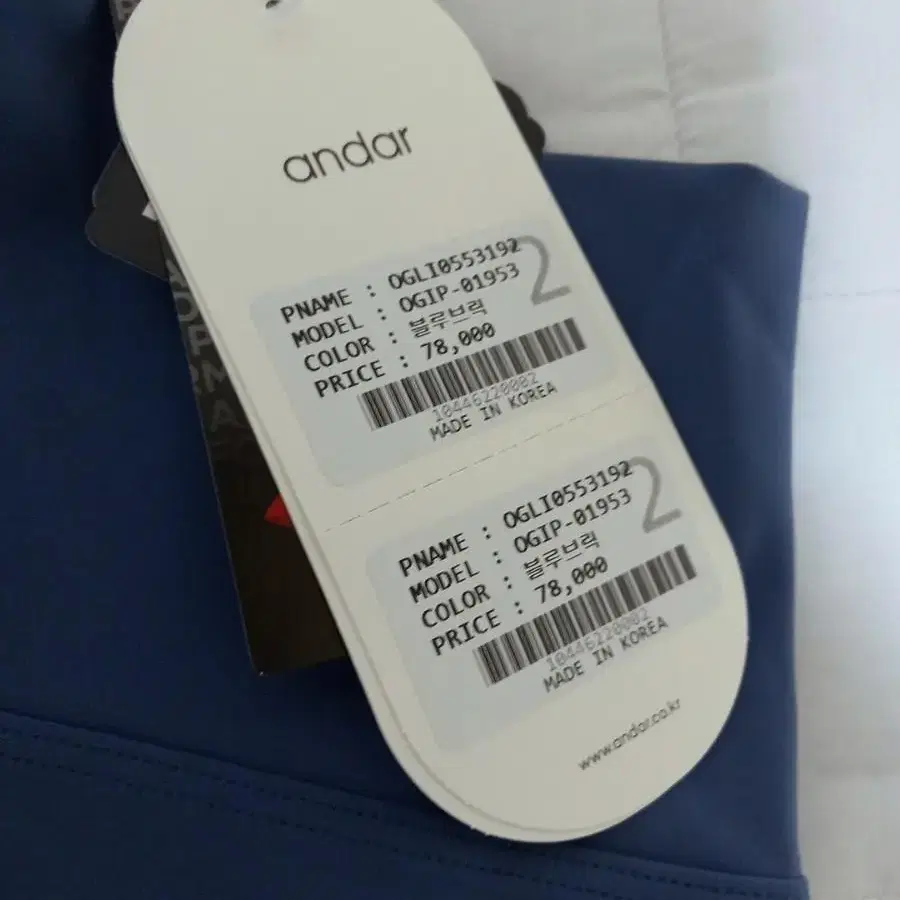 andar
2
PNAME : OGLI0553192
MODEL : OGIP-01953
COLOR : 블루브릭
PRICE : 78,000
10446220002
MADE IN KOREA
2
PNAME : OGLI0553192
MODEL : OGIP-01953
COLOR : 블루브릭
PRICE : 78,000
10446220002
MADE IN KOREA
www.andar.co.kr